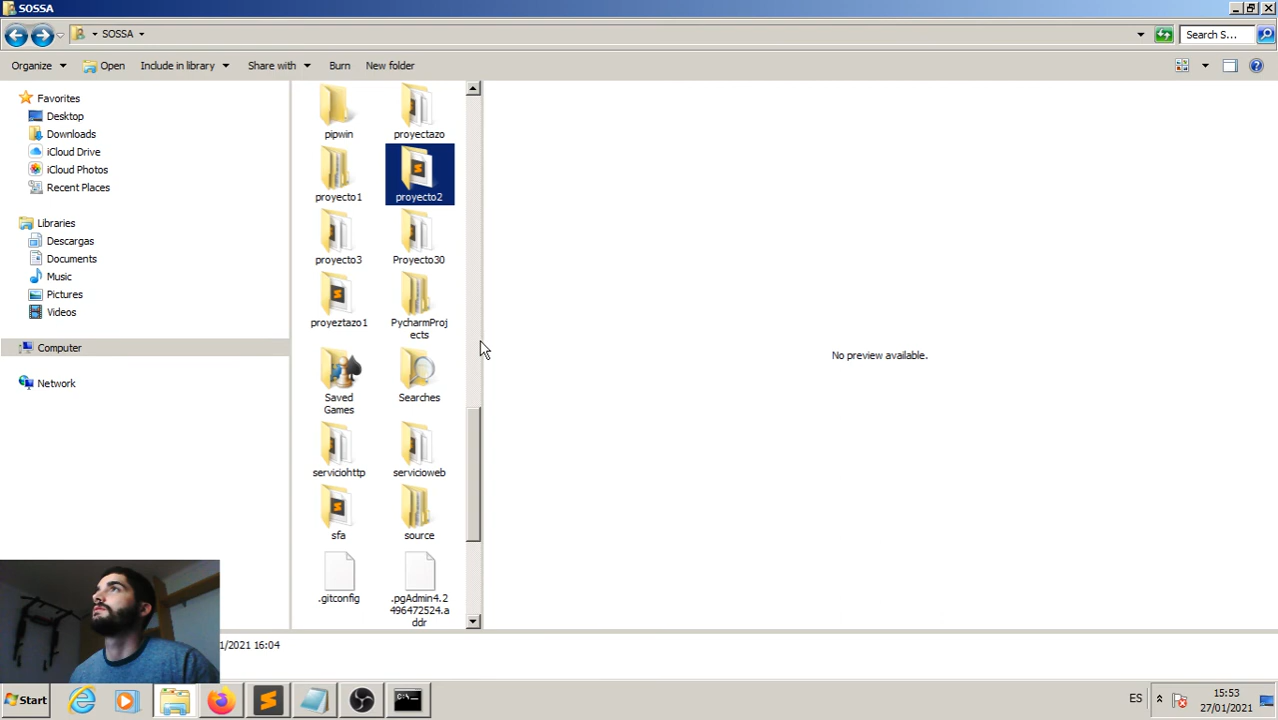 SOSSA
SOSSA
Search S...
Organize
Open
Include in library
Share with
Burn
New folder
Favorites
Desktop
Downloads
iCloud Drive
iCloud Photos
Recent Places
Libraries
Descargas
Documents
Music
Pictures
Videos
Computer
Network
pipwin
proyectazo
proyecto1
proyecto2
proyecto3
Proyecto30
proyeztazo1
PycharmProj
ects
Saved
Games
Searches
serviciohttp
servicioweb
sfa
source
.gitconfig
.pgAdmin4.2
496472524.a
ddr
No preview available.
1/2021 16:04
Start
C:\
ES
15:53
27/01/2021